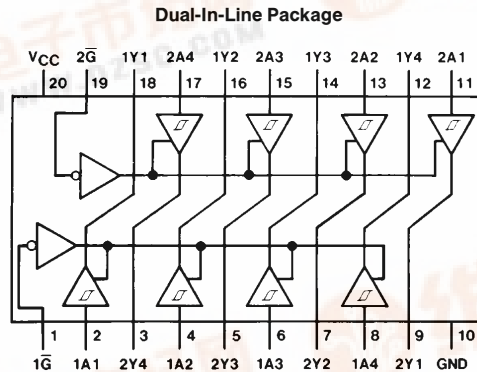 Dual-In-Line Package
VCC 2G̅ 1Y1 2A4 1Y2 2A3 1Y3 2A2 1Y4 2A1
20 19 18 17 16 15 14 13 12 11
1 2 3 4 5 6 7 8 9 10
1G̅ 1A1 2Y4 1A2 2Y3 1A3 2Y2 1A4 2Y1 GND